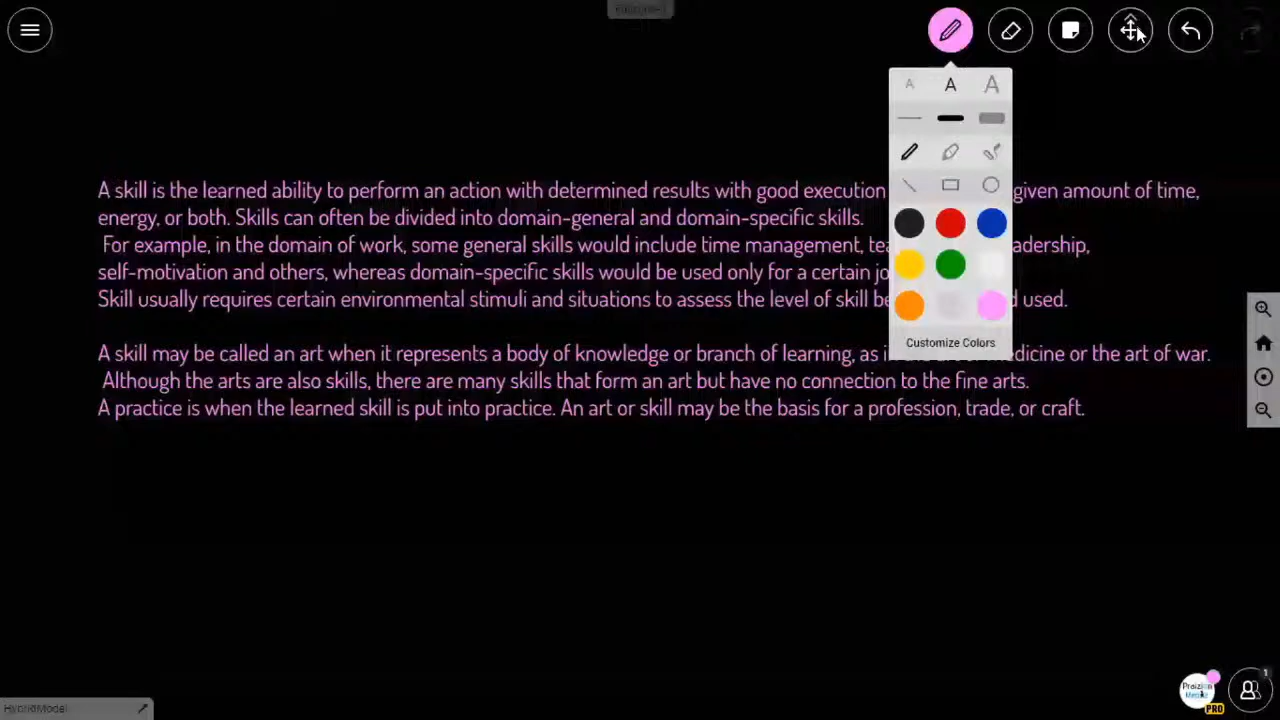 A A A
A skill is the learned ability to perform an action with determined results with good execution given amount of time,
energy, or both. Skills can often be divided into domain-general and domain-specific skills.
For example, in the domain of work, some general skills would include time management, eadership,
self-motivation and others, whereas domain-specific skills would be used only for a certain jo
Skill usually requires certain environmental stimuli and situations to assess the level of skill be d used.
Customize Colors
A skill may be called an art when it represents a body of knowledge or branch of learning, as i edicine or the art of war.
Although the arts are also skills, there are many skills that form an art but have no connection to the fine arts.
A practice is when the learned skill is put into practice. An art or skill may be the basis for a profession, trade, or craft.
1
PRO